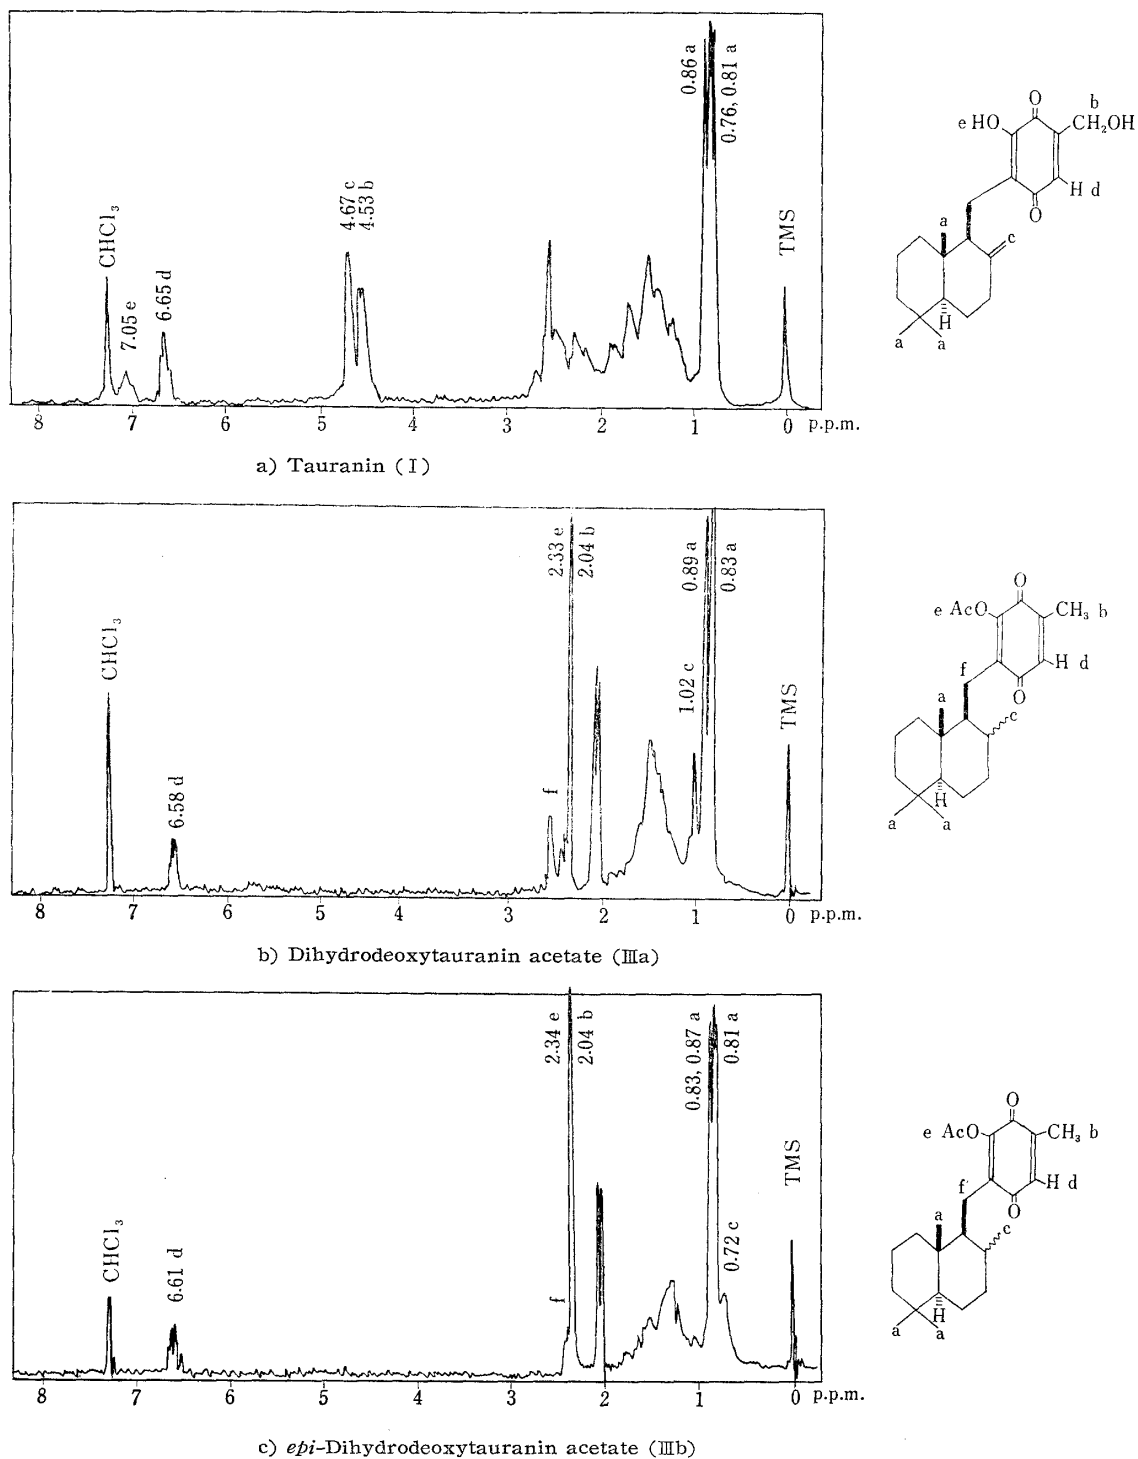 0.86 a
0.76, 0.81 a
4.67 c
4.53 b
CHCl₃
7.05 e
6.65 d
TMS
8 7 6 5 4 3 2 1 0 p.p.m.
O b
e HO CH₂OH
H d
O
a c
H
a a
a) Tauranin (I)
2.33 e
2.04 b
0.89 a
0.83 a
CHCl₃
1.02 c
TMS
6.58 d
f
8 7 6 5 4 3 2 1 0 p.p.m.
O
e AcO CH₃ b
H d
f
O
a c
H
a a
b) Dihydrodeoxytauranin acetate (Ⅲa)
2.34 e
2.04 b
0.83, 0.87 a
0.81 a
CHCl₃
6.61 d
f
0.72 c
TMS
8 7 6 5 4 3 2 1 0 p.p.m.
O
e AcO CH₃ b
H d
f
O
a c
H
a a
c) epi-Dihydrodeoxytauranin acetate (Ⅲb)